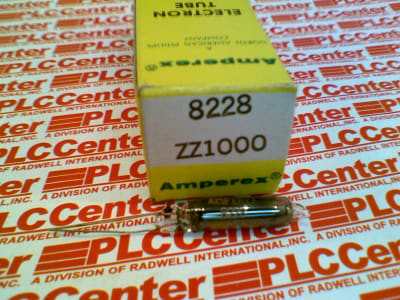 ELECTRON
TUBE
A
NORTH AMERICAN PHILIPS
COMPANY
Amperex®
8228
ZZ1000
Amperex®
PLCCenter
A DIVISION OF RADWELL INTERNATIONAL, INC.